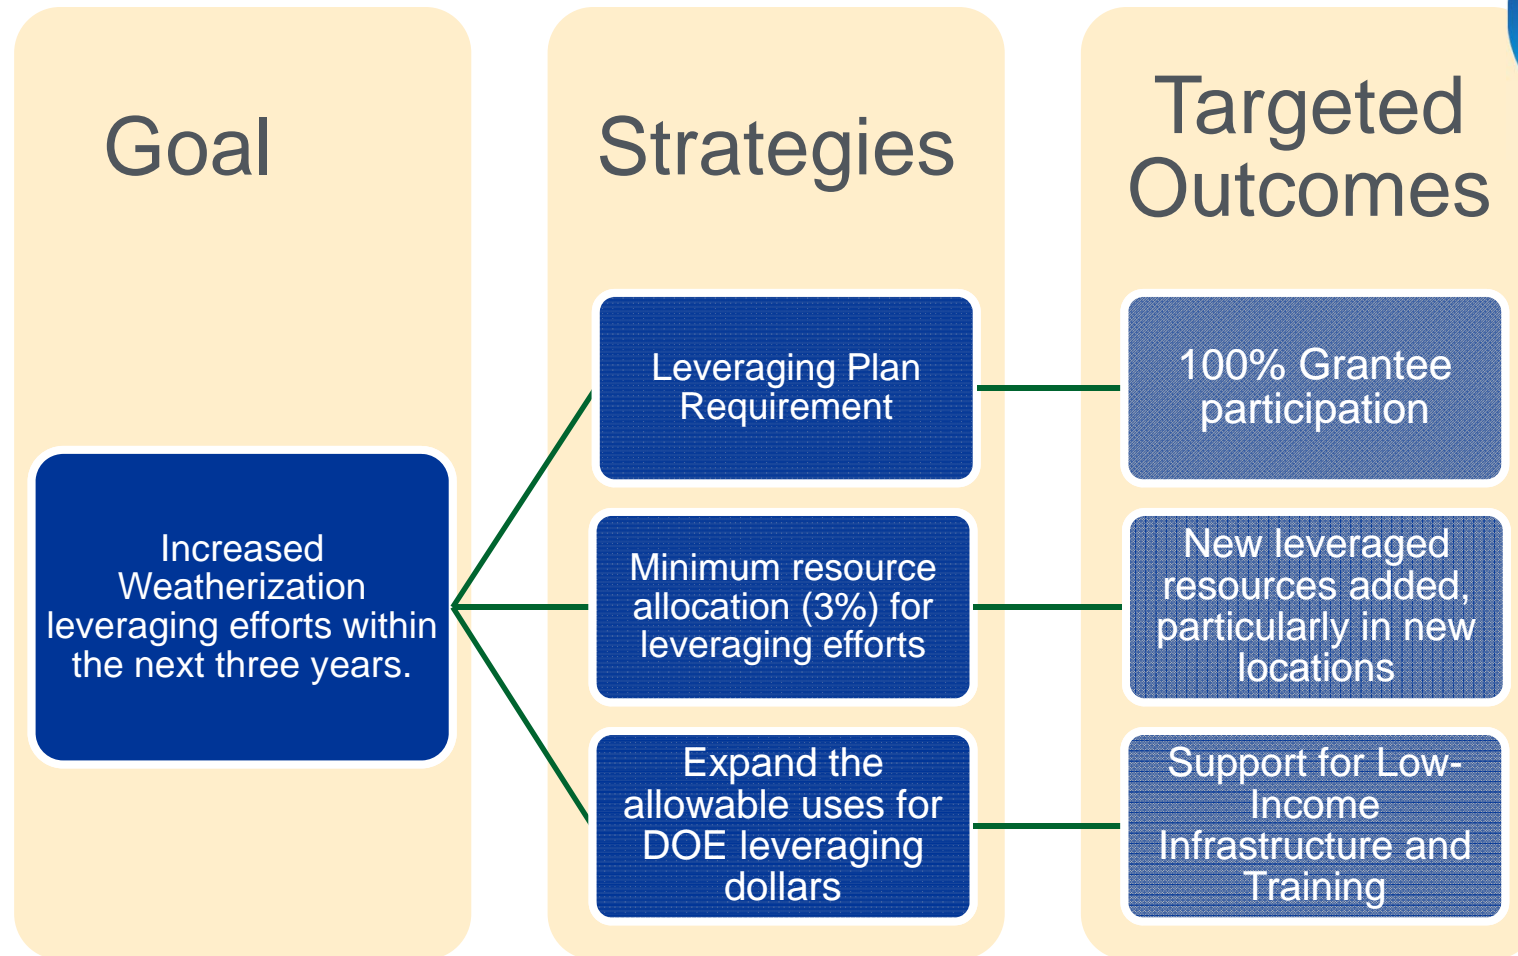 Goal
Strategies
Targeted
Outcomes
Increased
Weatherization
leveraging efforts within
the next three years.
Leveraging Plan
Requirement
100% Grantee
participation
Minimum resource
allocation (3%) for
leveraging efforts
New leveraged
resources added,
particularly in new
locations
Expand the
allowable uses for
DOE leveraging
dollars
Support for Low-
Income
Infrastructure and
Training